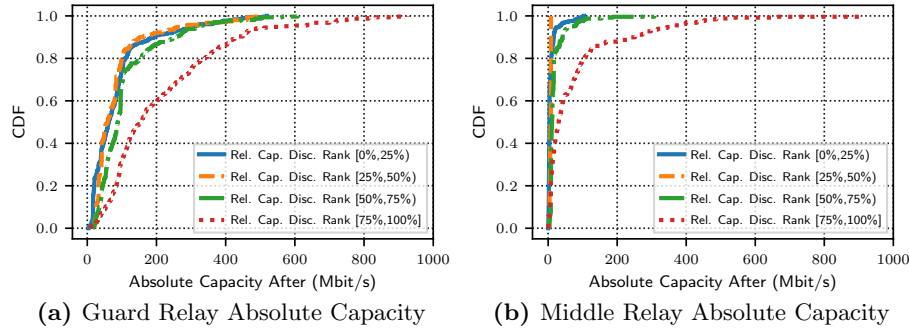 1.0
0.8
0.6
0.4
0.2
0.0
CDF
Rel. Cap. Disc. Rank [0%,25%)
Rel. Cap. Disc. Rank [25%,50%)
Rel. Cap. Disc. Rank [50%,75%)
Rel. Cap. Disc. Rank [75%,100%]
0 200 400 600 800 1000
Absolute Capacity After (Mbit/s)
(a) Guard Relay Absolute Capacity
1.0
0.8
0.6
0.4
0.2
0.0
CDF
Rel. Cap. Disc. Rank [0%,25%)
Rel. Cap. Disc. Rank [25%,50%)
Rel. Cap. Disc. Rank [50%,75%)
Rel. Cap. Disc. Rank [75%,100%]
0 200 400 600 800 1000
Absolute Capacity After (Mbit/s)
(b) Middle Relay Absolute Capacity